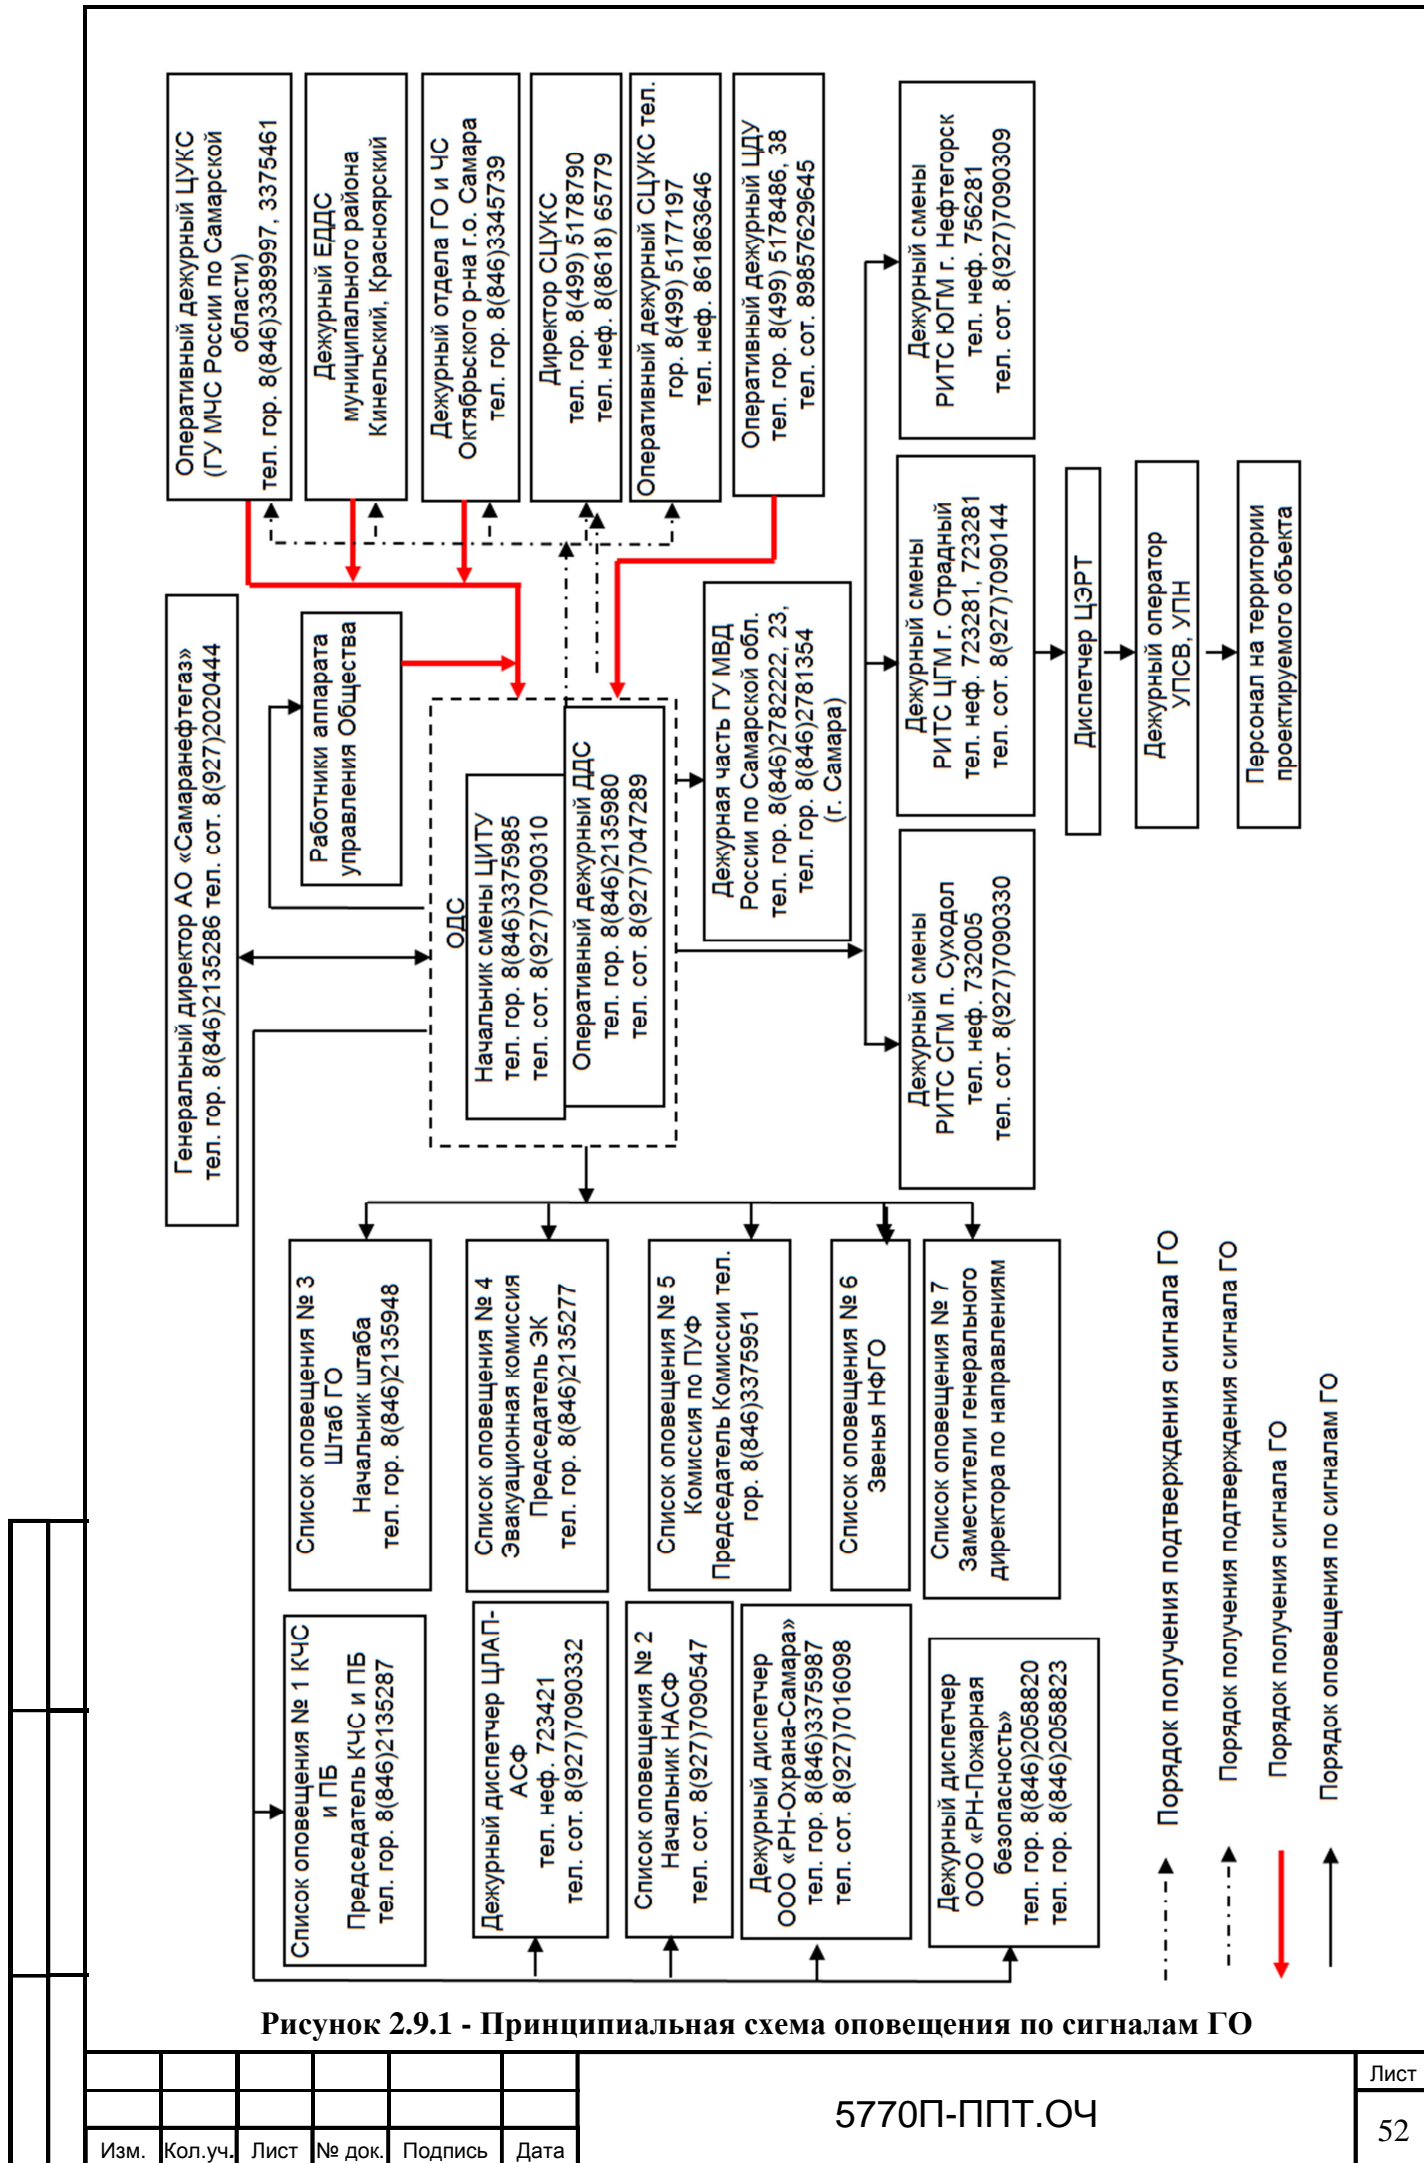 Генеральный директор АО «Самаранефтегаз»
тел. гор. 8(846)2135286 тел. сот. 8(927)2020444
Работники аппарата
управления Общества
Оперативный дежурный ЦУКС
(ГУ МЧС России по Самарской
области)
тел. гор. 8(846)3389997, 3375461
Дежурный ЕДДС
муниципального района
Кинельский, Красноярский
Дежурный отдела ГО и ЧС
Октябрьского р-на г.о. Самара
тел. гор. 8(846)3345739
Директор СЦУКС
тел. гор. 8(499) 5178790
тел. неф. 8(8618) 65779
Оперативный дежурный СЦУКС тел.
гор. 8(499) 5177197
тел. неф. 861863646
Оперативный дежурный ЦДУ
тел. гор. 8(499) 5178486, 38
тел. сот. 89857629645
ОДС
Начальник смены ЦИТУ
тел. гор. 8(846)3375985
тел. сот. 8(927)7090310
Оперативный дежурный ДДС
тел. гор. 8(846)2135980
тел. сот. 8(927)7047289
Дежурная часть ГУ МВД
России по Самарской обл.
тел. гор. 8(846)2782222, 23,
тел. гор. 8(846)2781354
(г. Самара)
Список оповещения № 1 КЧС
и ПБ
Председатель КЧС и ПБ
тел. гор. 8(846)2135287
Дежурный диспетчер ЦЛАП-
АСФ
тел. неф. 723421
тел. сот. 8(927)7090332
Список оповещения № 2
Начальник НАСФ
тел. сот. 8(927)7090547
Дежурный диспетчер
ООО «РН-Охрана-Самара»
тел. гор. 8(846)3375987
тел. сот. 8(927)7016098
Дежурный диспетчер
ООО «РН-Пожарная
безопасность»
тел. гор. 8(846)2058820
тел. гор. 8(846)2058823
Список оповещения № 3
Штаб ГО
Начальник штаба
тел. гор. 8(846)2135948
Список оповещения № 4
Эвакуационная комиссия
Председатель ЭК
тел. гор. 8(846)2135277
Список оповещения № 5
Комиссия по ПУФ
Председатель Комиссии тел.
гор. 8(846)3375951
Список оповещения № 6
Звенья НФГО
Список оповещения № 7
Заместители генерального
директора по направлениям
Дежурный смены
РИТС СГМ п. Суходол
тел. неф. 732005
тел. сот. 8(927)7090330
Дежурный смены
РИТС ЦГМ г. Отрадный
тел. неф. 723281, 723281
тел. сот. 8(927)7090144
Дежурный смены
РИТС ЮГМ г. Нефтегорск
тел. неф. 756281
тел. сот. 8(927)7090309
Диспетчер ЦЭРТ
Дежурный оператор
УПСВ, УПН
Персонал на территории
проектируемого объекта
Порядок получения подтверждения сигнала ГО
Порядок получения подтверждения сигнала ГО
Порядок получения сигнала ГО
Порядок оповещения по сигналам ГО
Рисунок 2.9.1 - Принципиальная схема оповещения по сигналам ГО
5770П-ППТ.ОЧ
Лист
52
Изм. Кол.уч. Лист № док. Подпись Дата